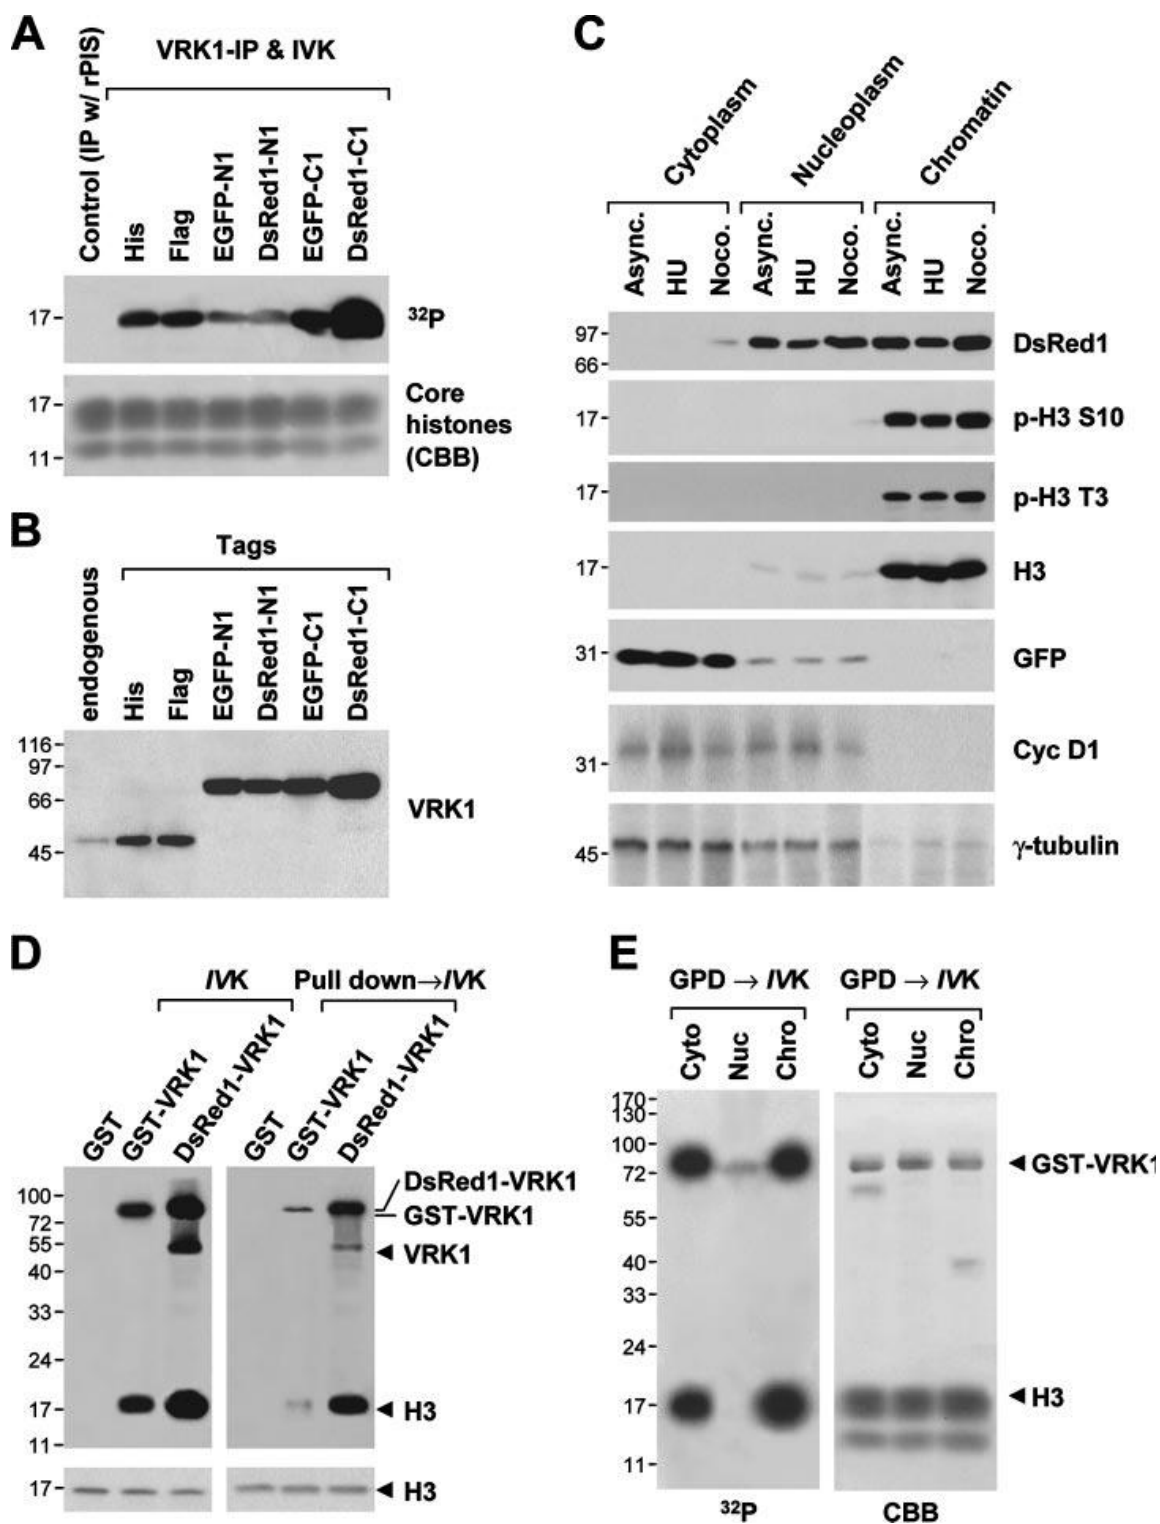 A
VRK1-IP & IVK
Control (IP w/ rPIS)
His
Flag
EGFP-N1
DsRed1-N1
EGFP-C1
DsRed1-C1
17
32P
17
11
Core
histones
(CBB)
B
Tags
endogenous
His
Flag
EGFP-N1
DsRed1-N1
EGFP-C1
DsRed1-C1
116
97
66
45
VRK1
C
Cytoplasm
Nucleoplasm
Chromatin
Async.
HU
Noco.
Async.
HU
Noco.
Async.
HU
Noco.
97
66
DsRed1
17
p-H3 S10
17
p-H3 T3
17
H3
31
GFP
31
Cyc D1
45
γ-tubulin
D
IVK
Pull down→IVK
GST
GST-VRK1
DsRed1-VRK1
GST
GST-VRK1
DsRed1-VRK1
100
72
55
40
33
24
17
11
DsRed1-VRK1
GST-VRK1
VRK1
H3
17
H3
E
GPD → IVK
GPD → IVK
Cyto
Nuc
Chro
Cyto
Nuc
Chro
170
130
100
72
55
40
33
24
17
11
GST-VRK1
H3
32P
CBB